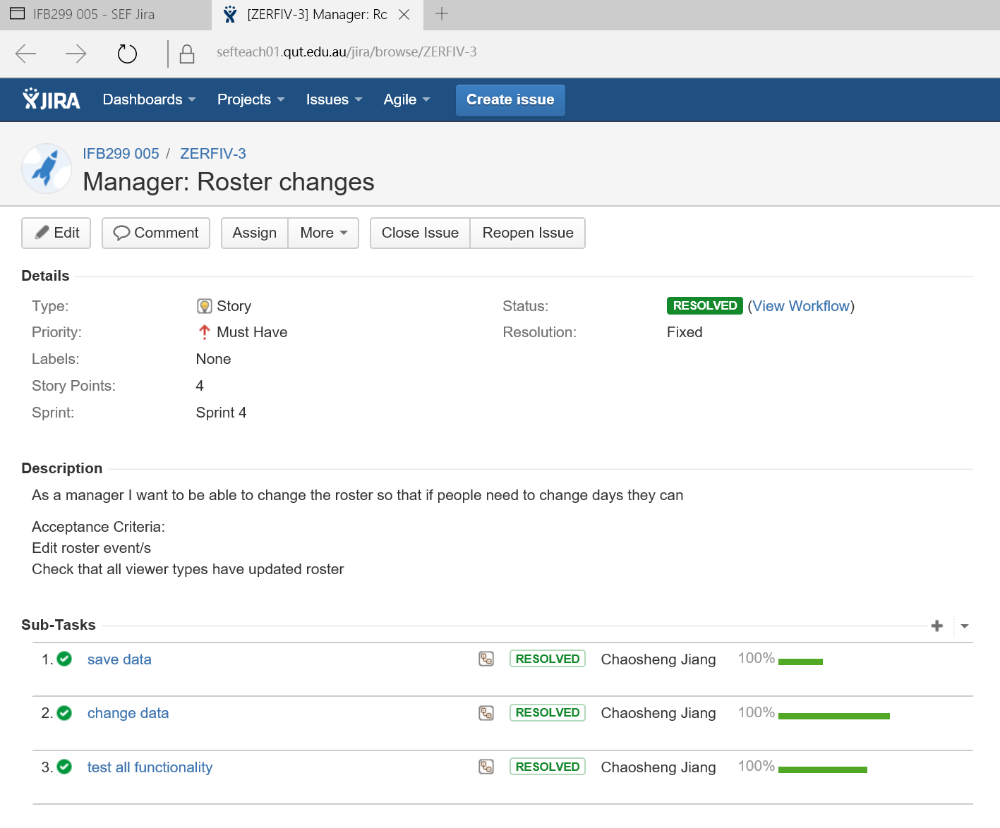 IFB299 005 - SEF Jira
[ZERFIV-3] Manager: Rc
sefteach01.qut.edu.au/jira/browse/ZERFIV-3
JIRA Dashboards Projects Issues Agile Create issue
IFB299 005 / ZERFIV-3
Manager: Roster changes
Edit Comment Assign More Close Issue Reopen Issue
Details
Type: Story Status: RESOLVED (View Workflow)
Priority: Must Have Resolution: Fixed
Labels: None
Story Points: 4
Sprint: Sprint 4
Description
As a manager I want to be able to change the roster so that if people need to change days they can
Acceptance Criteria:
Edit roster event/s
Check that all viewer types have updated roster
Sub-Tasks
1. save data RESOLVED Chaosheng Jiang 100%
2. change data RESOLVED Chaosheng Jiang 100%
3. test all functionality RESOLVED Chaosheng Jiang 100%